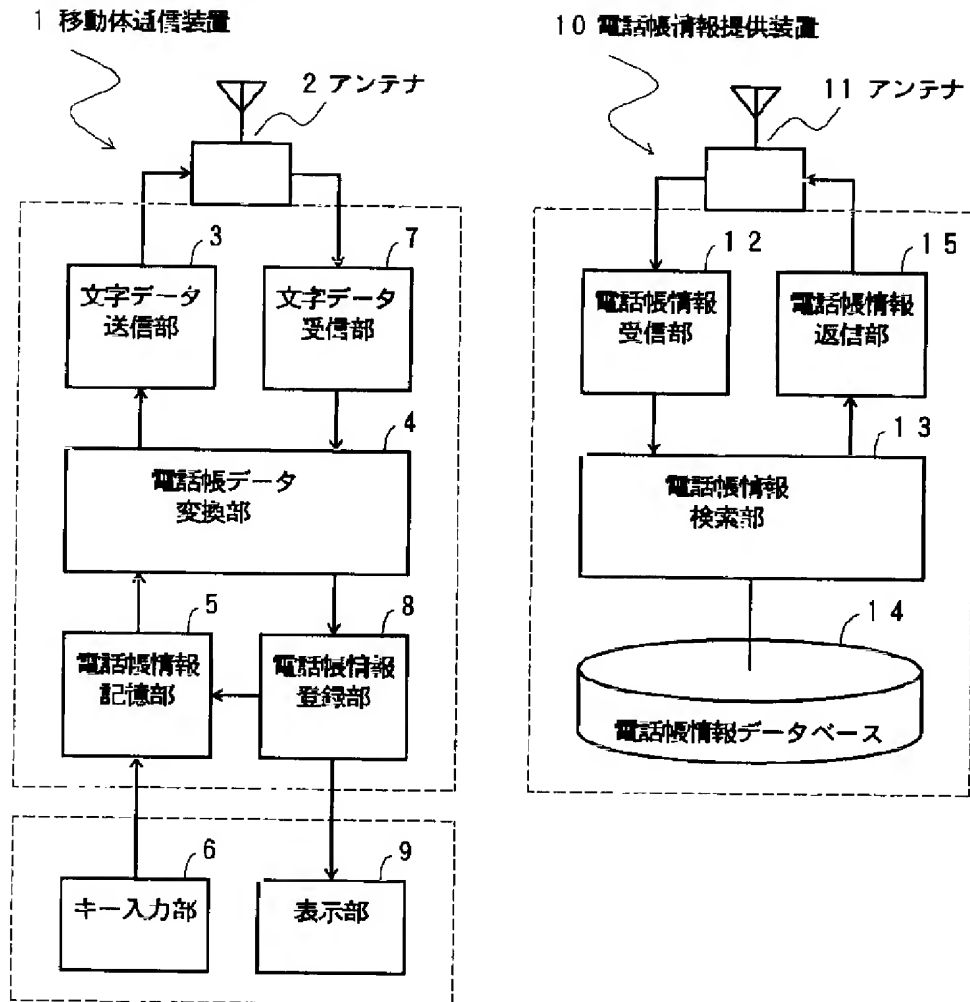 1 移動体通信装置
2 アンテナ
3
文字データ
送信部
7
文字データ
受信部
4
電話帳データ
変換部
5
電話帳情報
記憶部
8
電話帳情報
登録部
6
キー入力部
9
表示部
10 電話帳情報提供装置
11 アンテナ
12
電話帳情報
受信部
15
電話帳情報
返信部
13
電話帳情報
検索部
14
電話帳情報データベース